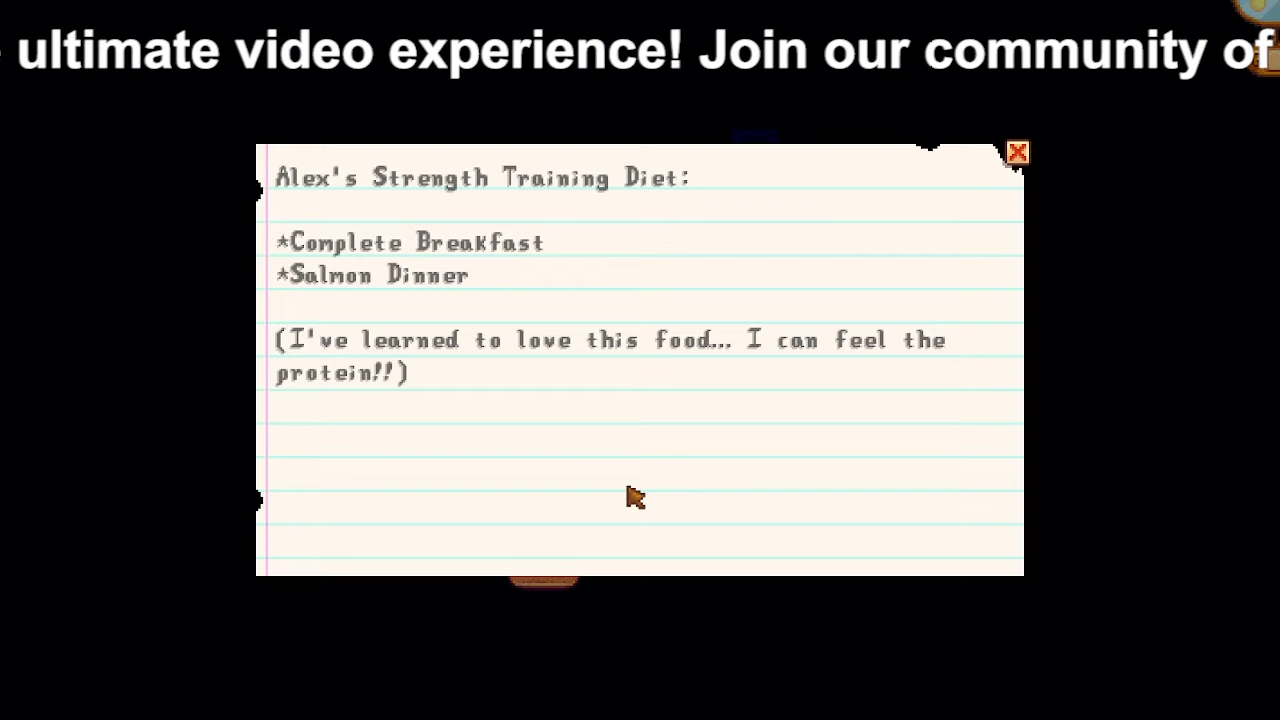 ultimate video experience! Join our community of
Alex's Strength Training Diet:
*Complete Breakfast
*Salmon Dinner
(I've learned to love this food... I can feel the
protein!!)